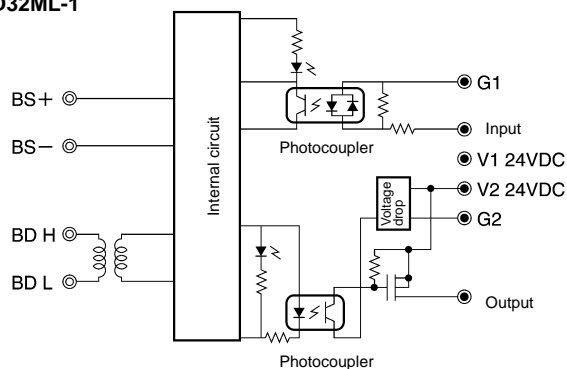 D32ML-1
BS+
BS−
BD H
BD L
Internal circuit
Photocoupler
G1
Input
V1 24VDC
V2 24VDC
G2
Voltage
drop
Output
Photocoupler